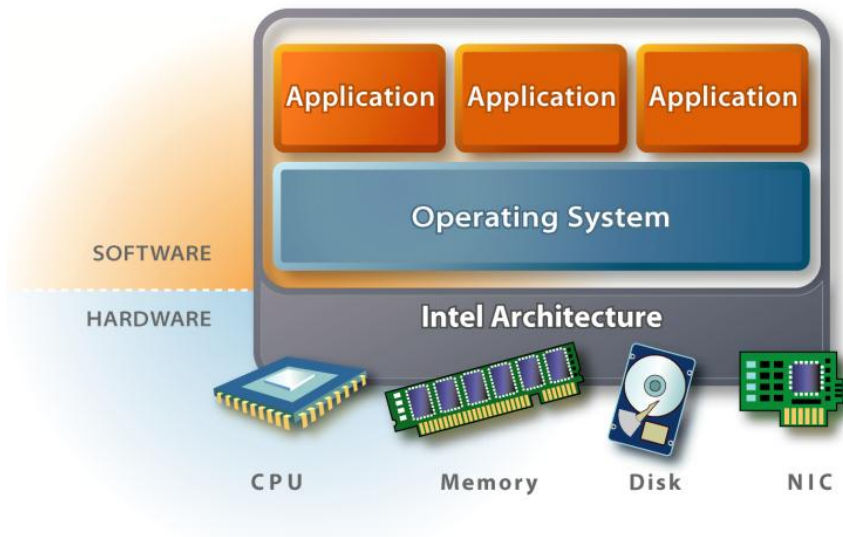 Application
Application
Application
Operating System
SOFTWARE
HARDWARE
Intel Architecture
CPU
Memory
Disk
NIC